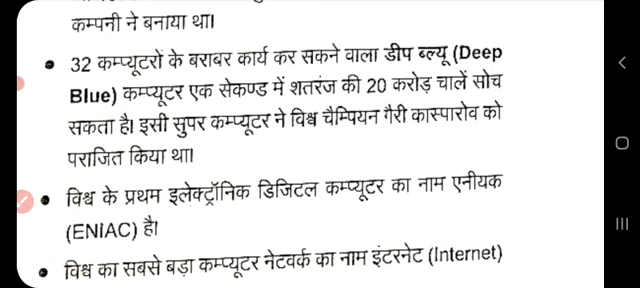 कम्पनी ने बनाया था।
• 32 कम्प्यूटरों के बराबर कार्य कर सकने वाला डीप ब्ल्यू (Deep
Blue) कम्प्यूटर एक सेकण्ड में शतरंज की 20 करोड़ चालें सोच
सकता है। इसी सुपर कम्प्यूटर ने विश्व चैम्पियन गैरी कास्पारोव को
पराजित किया था।
• विश्व के प्रथम इलेक्ट्रॉनिक डिजिटल कम्प्यूटर का नाम एनीयक
(ENIAC) है।
• विश्व का सबसे बड़ा कम्प्यूटर नेटवर्क का नाम इंटरनेट (Internet)